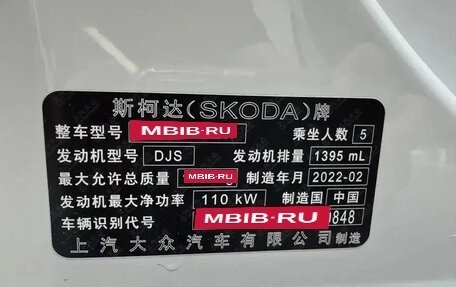 斯柯达(SKODA)牌
整车型号 MBIB.RU 乘坐人数 5
发动机型号 DJS 发动机排量 1395 mL
最大允许总质量 MBIB.RU 制造年月 2022-02
发动机最大净功率 110 kW 制造国 中国
车辆识别代号 MBIB.RU 0848
上汽大众汽车有限公司制造